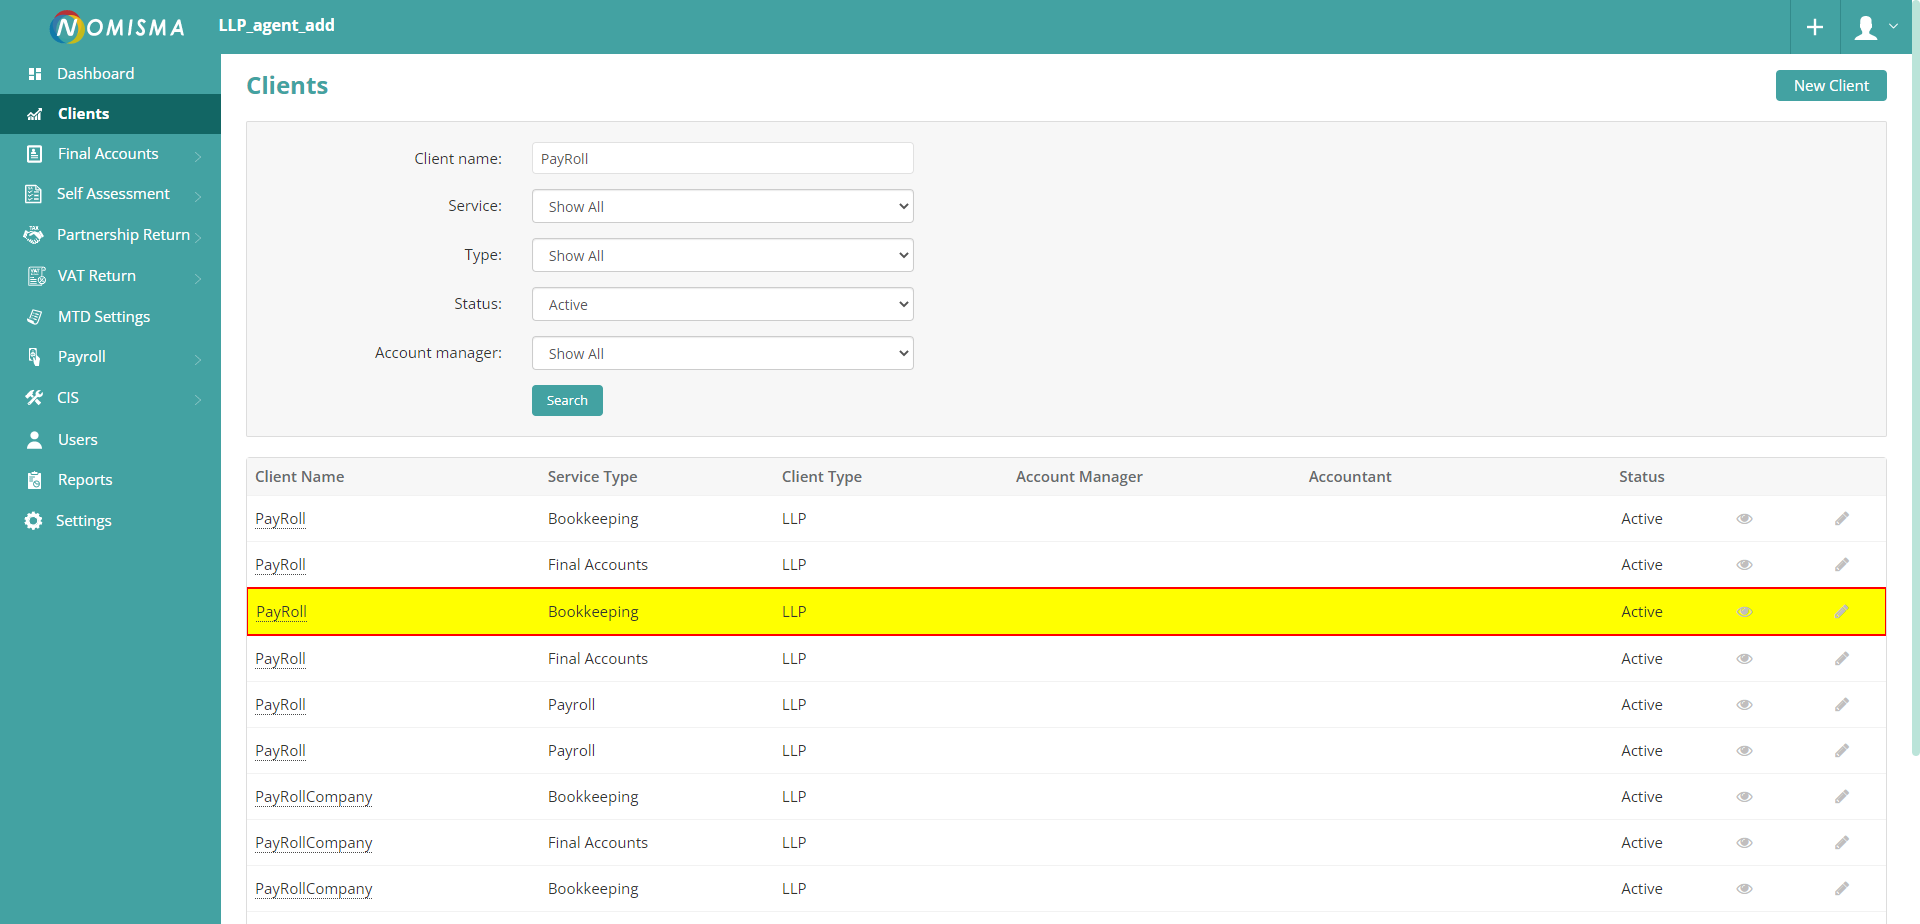 NOMISMA
LLP_agent_add
Dashboard
Clients
Final Accounts
Self Assessment
Partnership Return
VAT Return
MTD Settings
Payroll
CIS
Users
Reports
Settings
Clients
New Client
Client name: PayRoll
Service: Show All
Type: Show All
Status: Active
Account manager: Show All
Search
Client Name Service Type Client Type Account Manager Accountant Status
PayRoll Bookkeeping LLP Active
PayRoll Final Accounts LLP Active
PayRoll Bookkeeping LLP Active
PayRoll Final Accounts LLP Active
PayRoll Payroll LLP Active
PayRoll Payroll LLP Active
PayRollCompany Bookkeeping LLP Active
PayRollCompany Final Accounts LLP Active
PayRollCompany Bookkeeping LLP Active